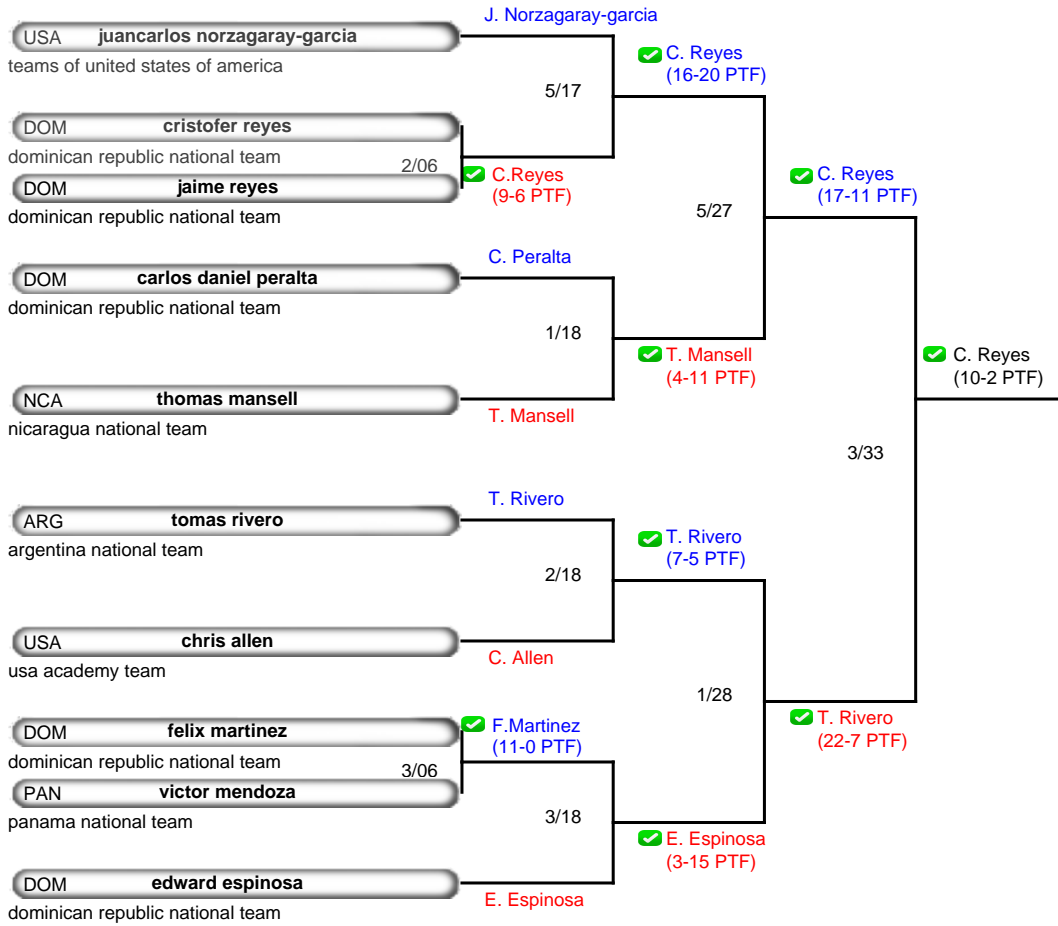 J. Norzagaray-garcia
USA juancarlos norzagaray-garcia
teams of united states of america
C. Reyes
(16-20 PTF)
5/17
DOM cristofer reyes
dominican republic national team
2/06
C.Reyes
(9-6 PTF)
DOM jaime reyes
dominican republic national team
C. Reyes
(17-11 PTF)
5/27
C. Peralta
DOM carlos daniel peralta
dominican republic national team
1/18
T. Mansell
(4-11 PTF)
C. Reyes
(10-2 PTF)
NCA thomas mansell
nicaragua national team
T. Mansell
3/33
T. Rivero
ARG tomas rivero
argentina national team
T. Rivero
(7-5 PTF)
2/18
USA chris allen
usa academy team
C. Allen
1/28
T. Rivero
(22-7 PTF)
DOM felix martinez
dominican republic national team
F.Martinez
(11-0 PTF)
3/06
PAN victor mendoza
panama national team
3/18
E. Espinosa
(3-15 PTF)
DOM edward espinosa
dominican republic national team
E. Espinosa